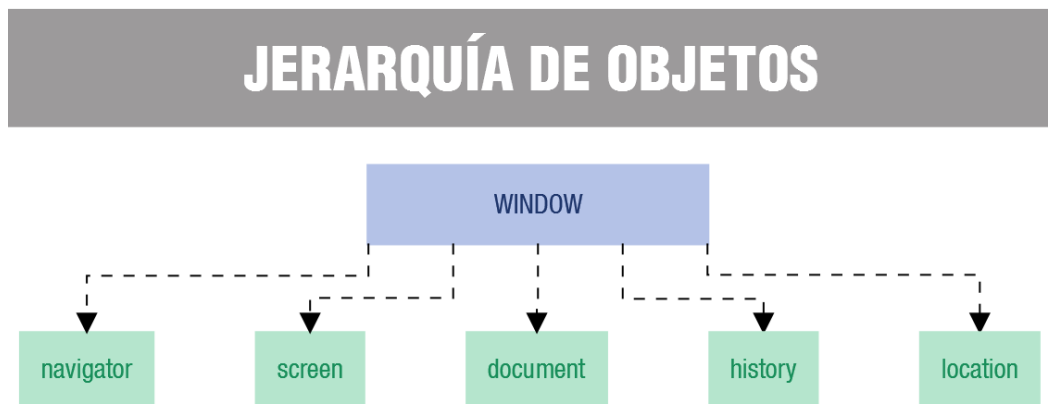 JERARQUÍA DE OBJETOS
WINDOW
navigator
screen
document
history
location